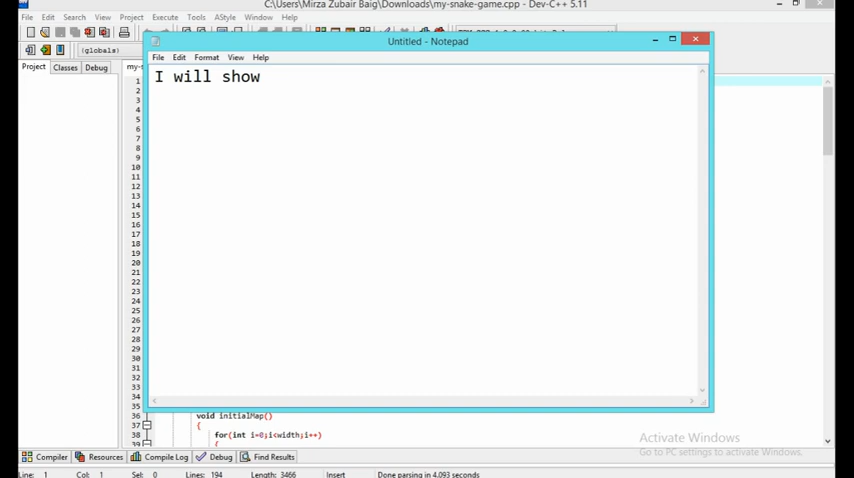 C:\Users\Mirza Zubair Baig\Downloads\my-snake-game.cpp - Dev-C++ 5.11
File Edit Search View Project Execute Tools AStyle Window Help
(globals)
Project Classes Debug
Untitled - Notepad
File Edit Format View Help
I will show
1
2
3
4
5
6
7
8
9
10
11
12
13
14
15
16
17
18
19
20
21
22
23
24
25
26
27
28
29
30
31
32
33
34
35
36 void initialMap()
37 {
38 for(int i=0;i<width;i++)
39 {
Activate Windows
Go to PC settings to activate Windows.
Compiler Resources Compile Log Debug Find Results
Line: 1 Col: 1 Sel: 0 Lines: 194 Length: 3466 Insert Done parsing in 4.093 seconds